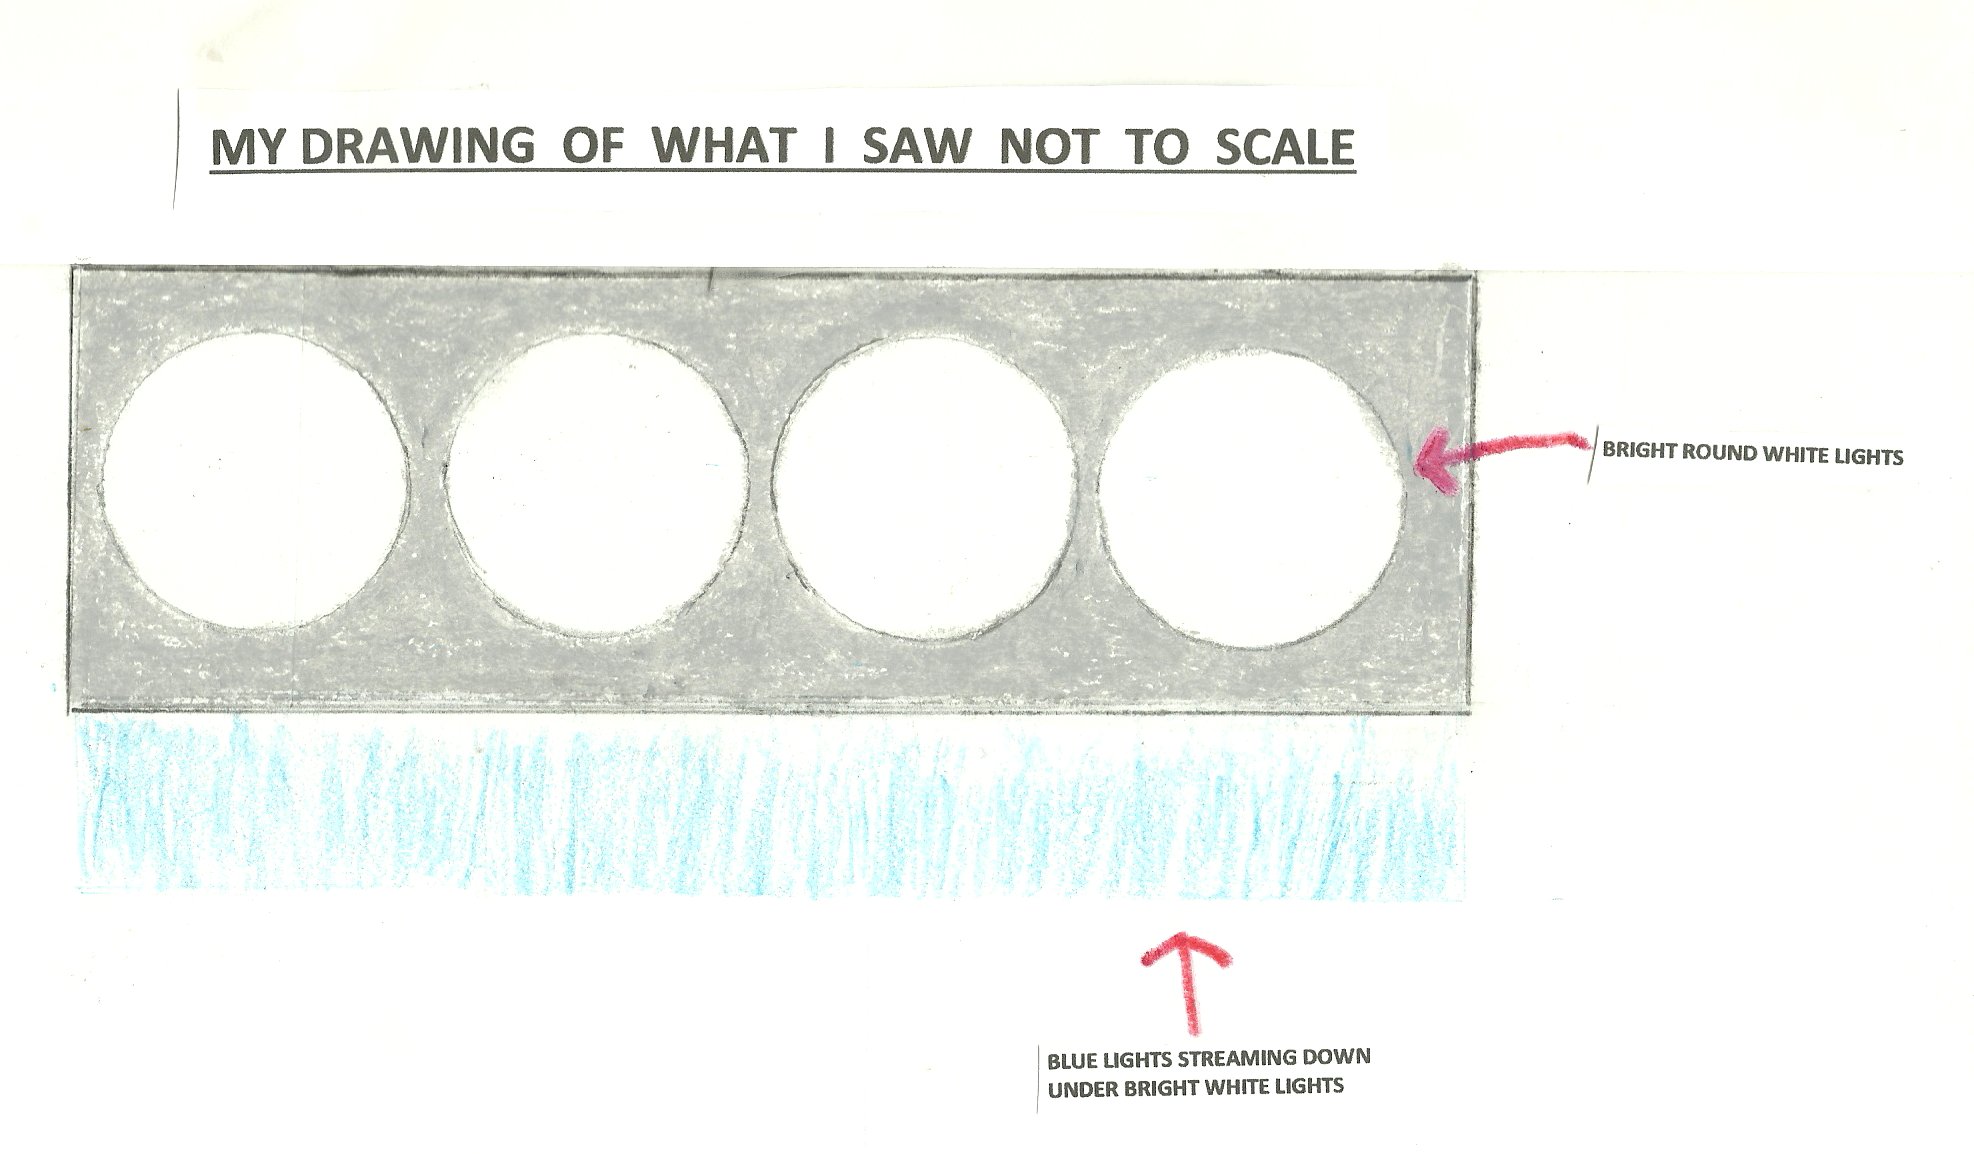 MY DRAWING OF WHAT I SAW NOT TO SCALE
BRIGHT ROUND WHITE LIGHTS
BLUE LIGHTS STREAMING DOWN
UNDER BRIGHT WHITE LIGHTS